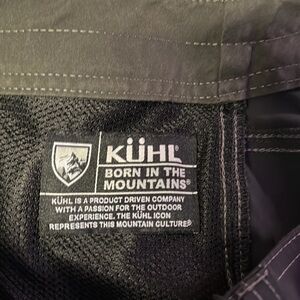 KÜHL®
BORN IN THE
MOUNTAINS®
KÜHL IS A PRODUCT DRIVEN COMPANY
WITH A PASSION FOR THE OUTDOOR
EXPERIENCE, THE KÜHL ICON
REPRESENTS THIS MOUNTAIN CULTURE®